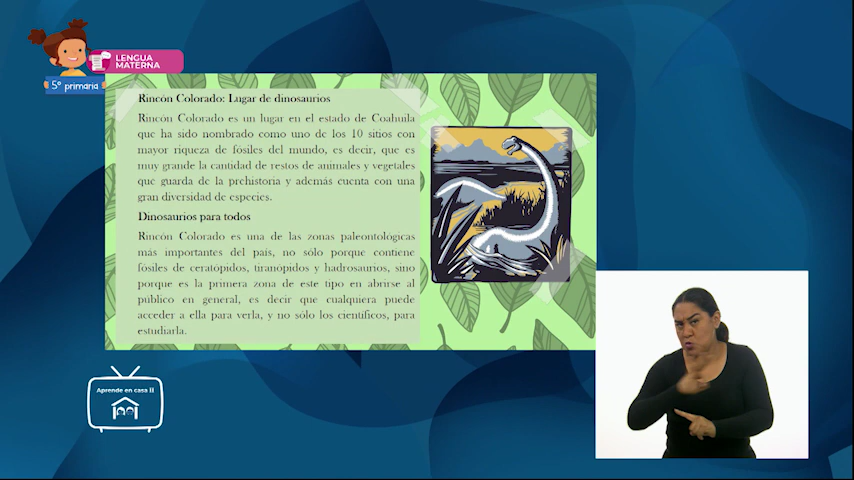 LENGUA
MATERNA
5° primaria
Rincón Colorado: Lugar de dinosaurios
Rincón Colorado es un lugar en el estado de Coahuila
que ha sido nombrado como uno de los 10 sitios con
mayor riqueza de fósiles del mundo, es decir, que es
muy grande la cantidad de restos de animales y vegetales
que guarda de la prehistoria y además cuenta con una
gran diversidad de especies.
Dinosaurios para todos
Rincón Colorado es una de las zonas paleontológicas
más importantes del país, no sólo porque contiene
fósiles de ceratópidos, tiranópidos y hadrosaurios, sino
porque es la primera zona de este tipo en abrirse al
público en general, es decir que cualquiera puede
acceder a ella para verla, y no sólo los científicos, para
estudiarla.
Aprende en casa II